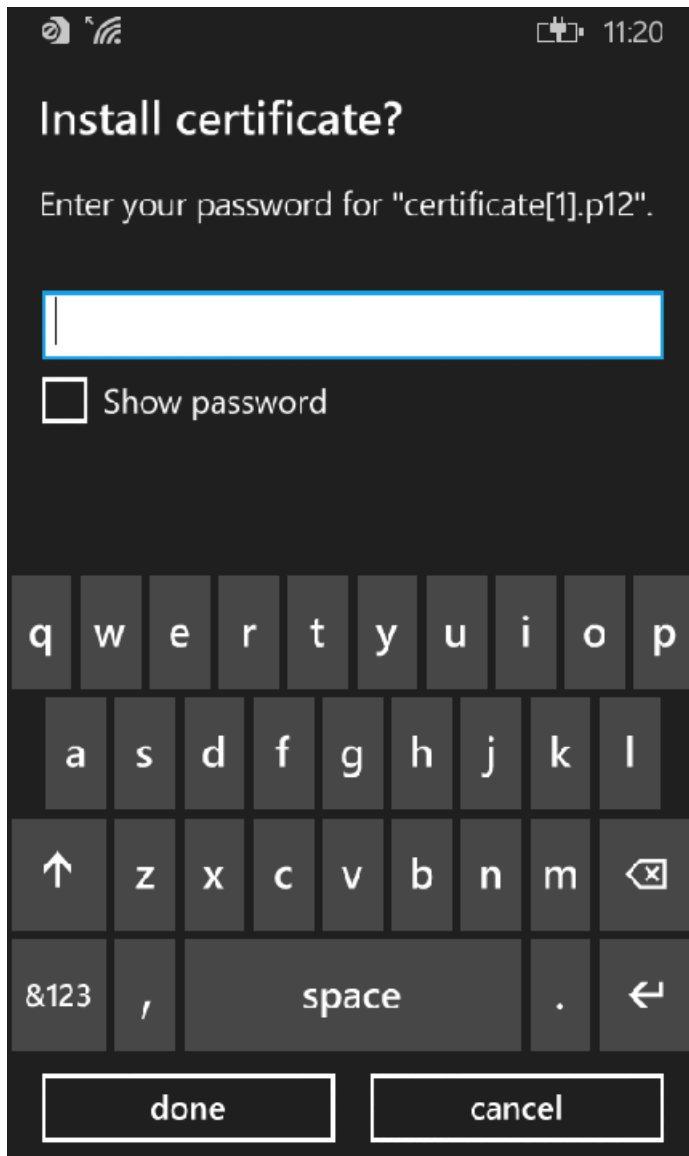 11:20
Install certificate?
Enter your password for "certificate[1].p12".
Show password
q w e r t y u i o p
a s d f g h j k l
z x c v b n m
&123 , space .
done cancel